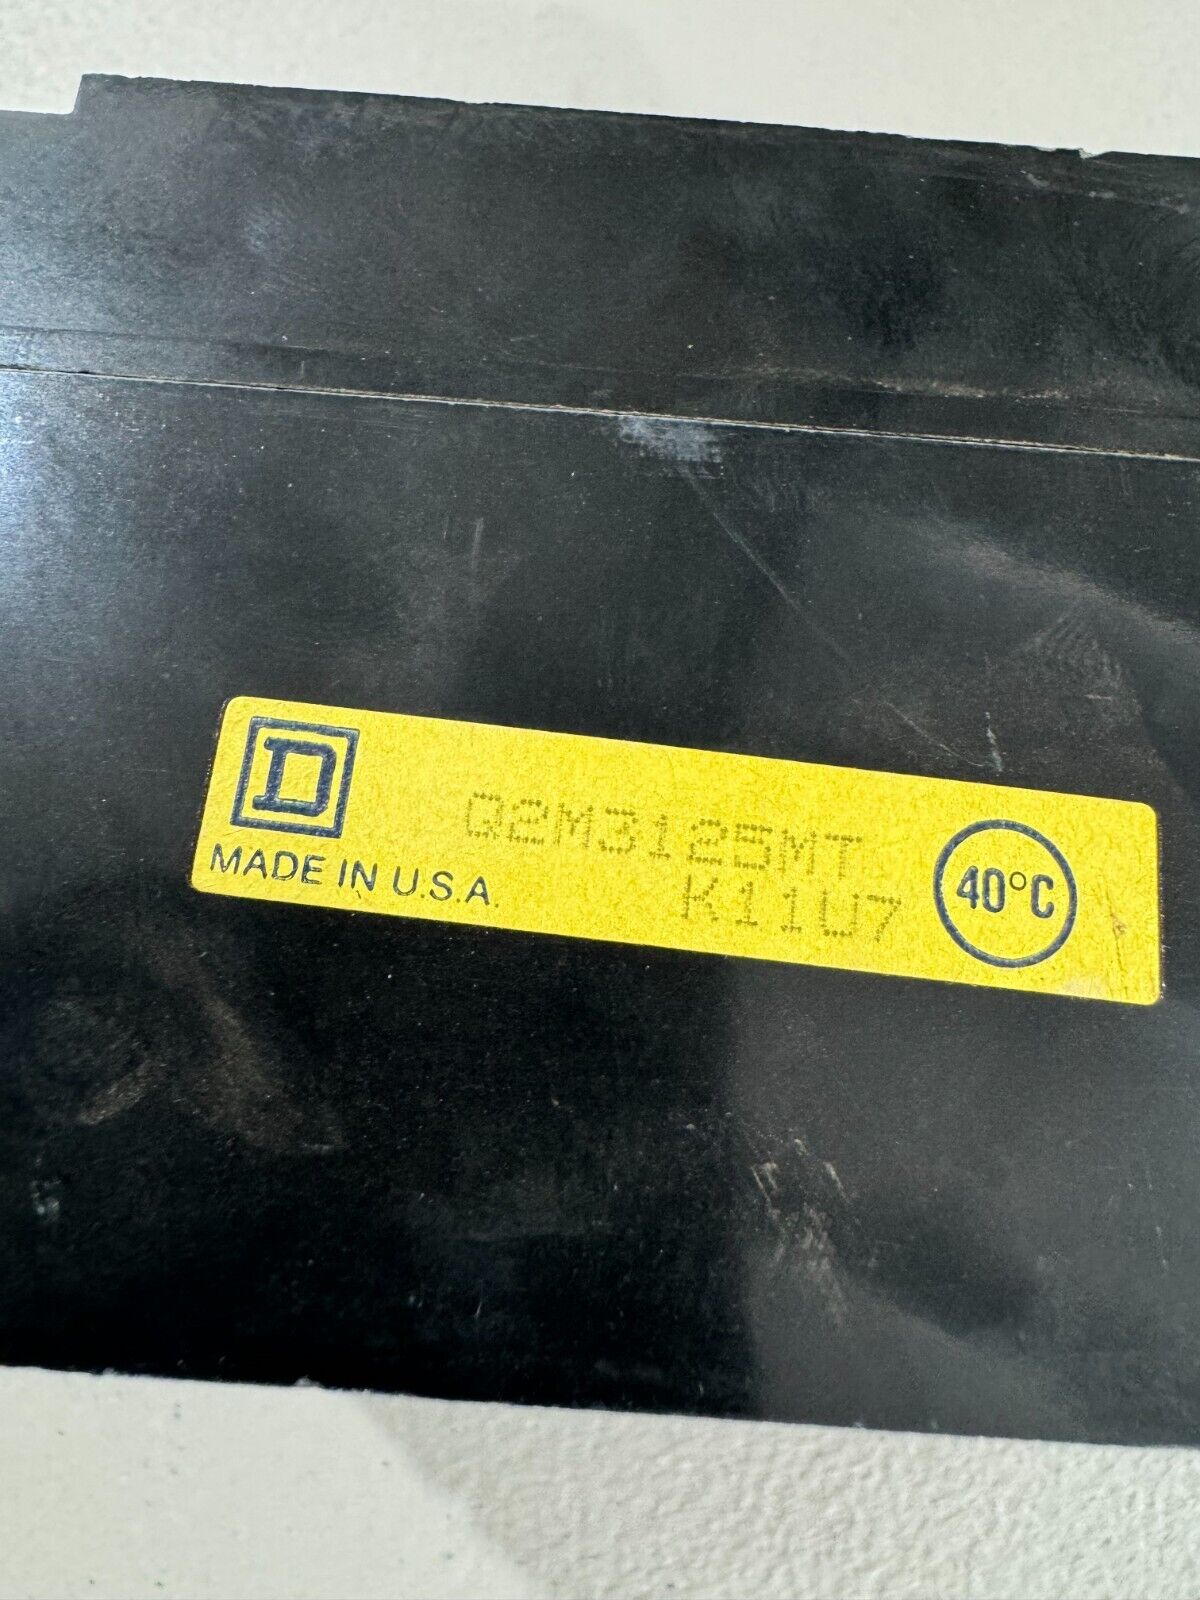 D
Q2M3125MT
MADE IN U.S.A.
K11U7
40°C